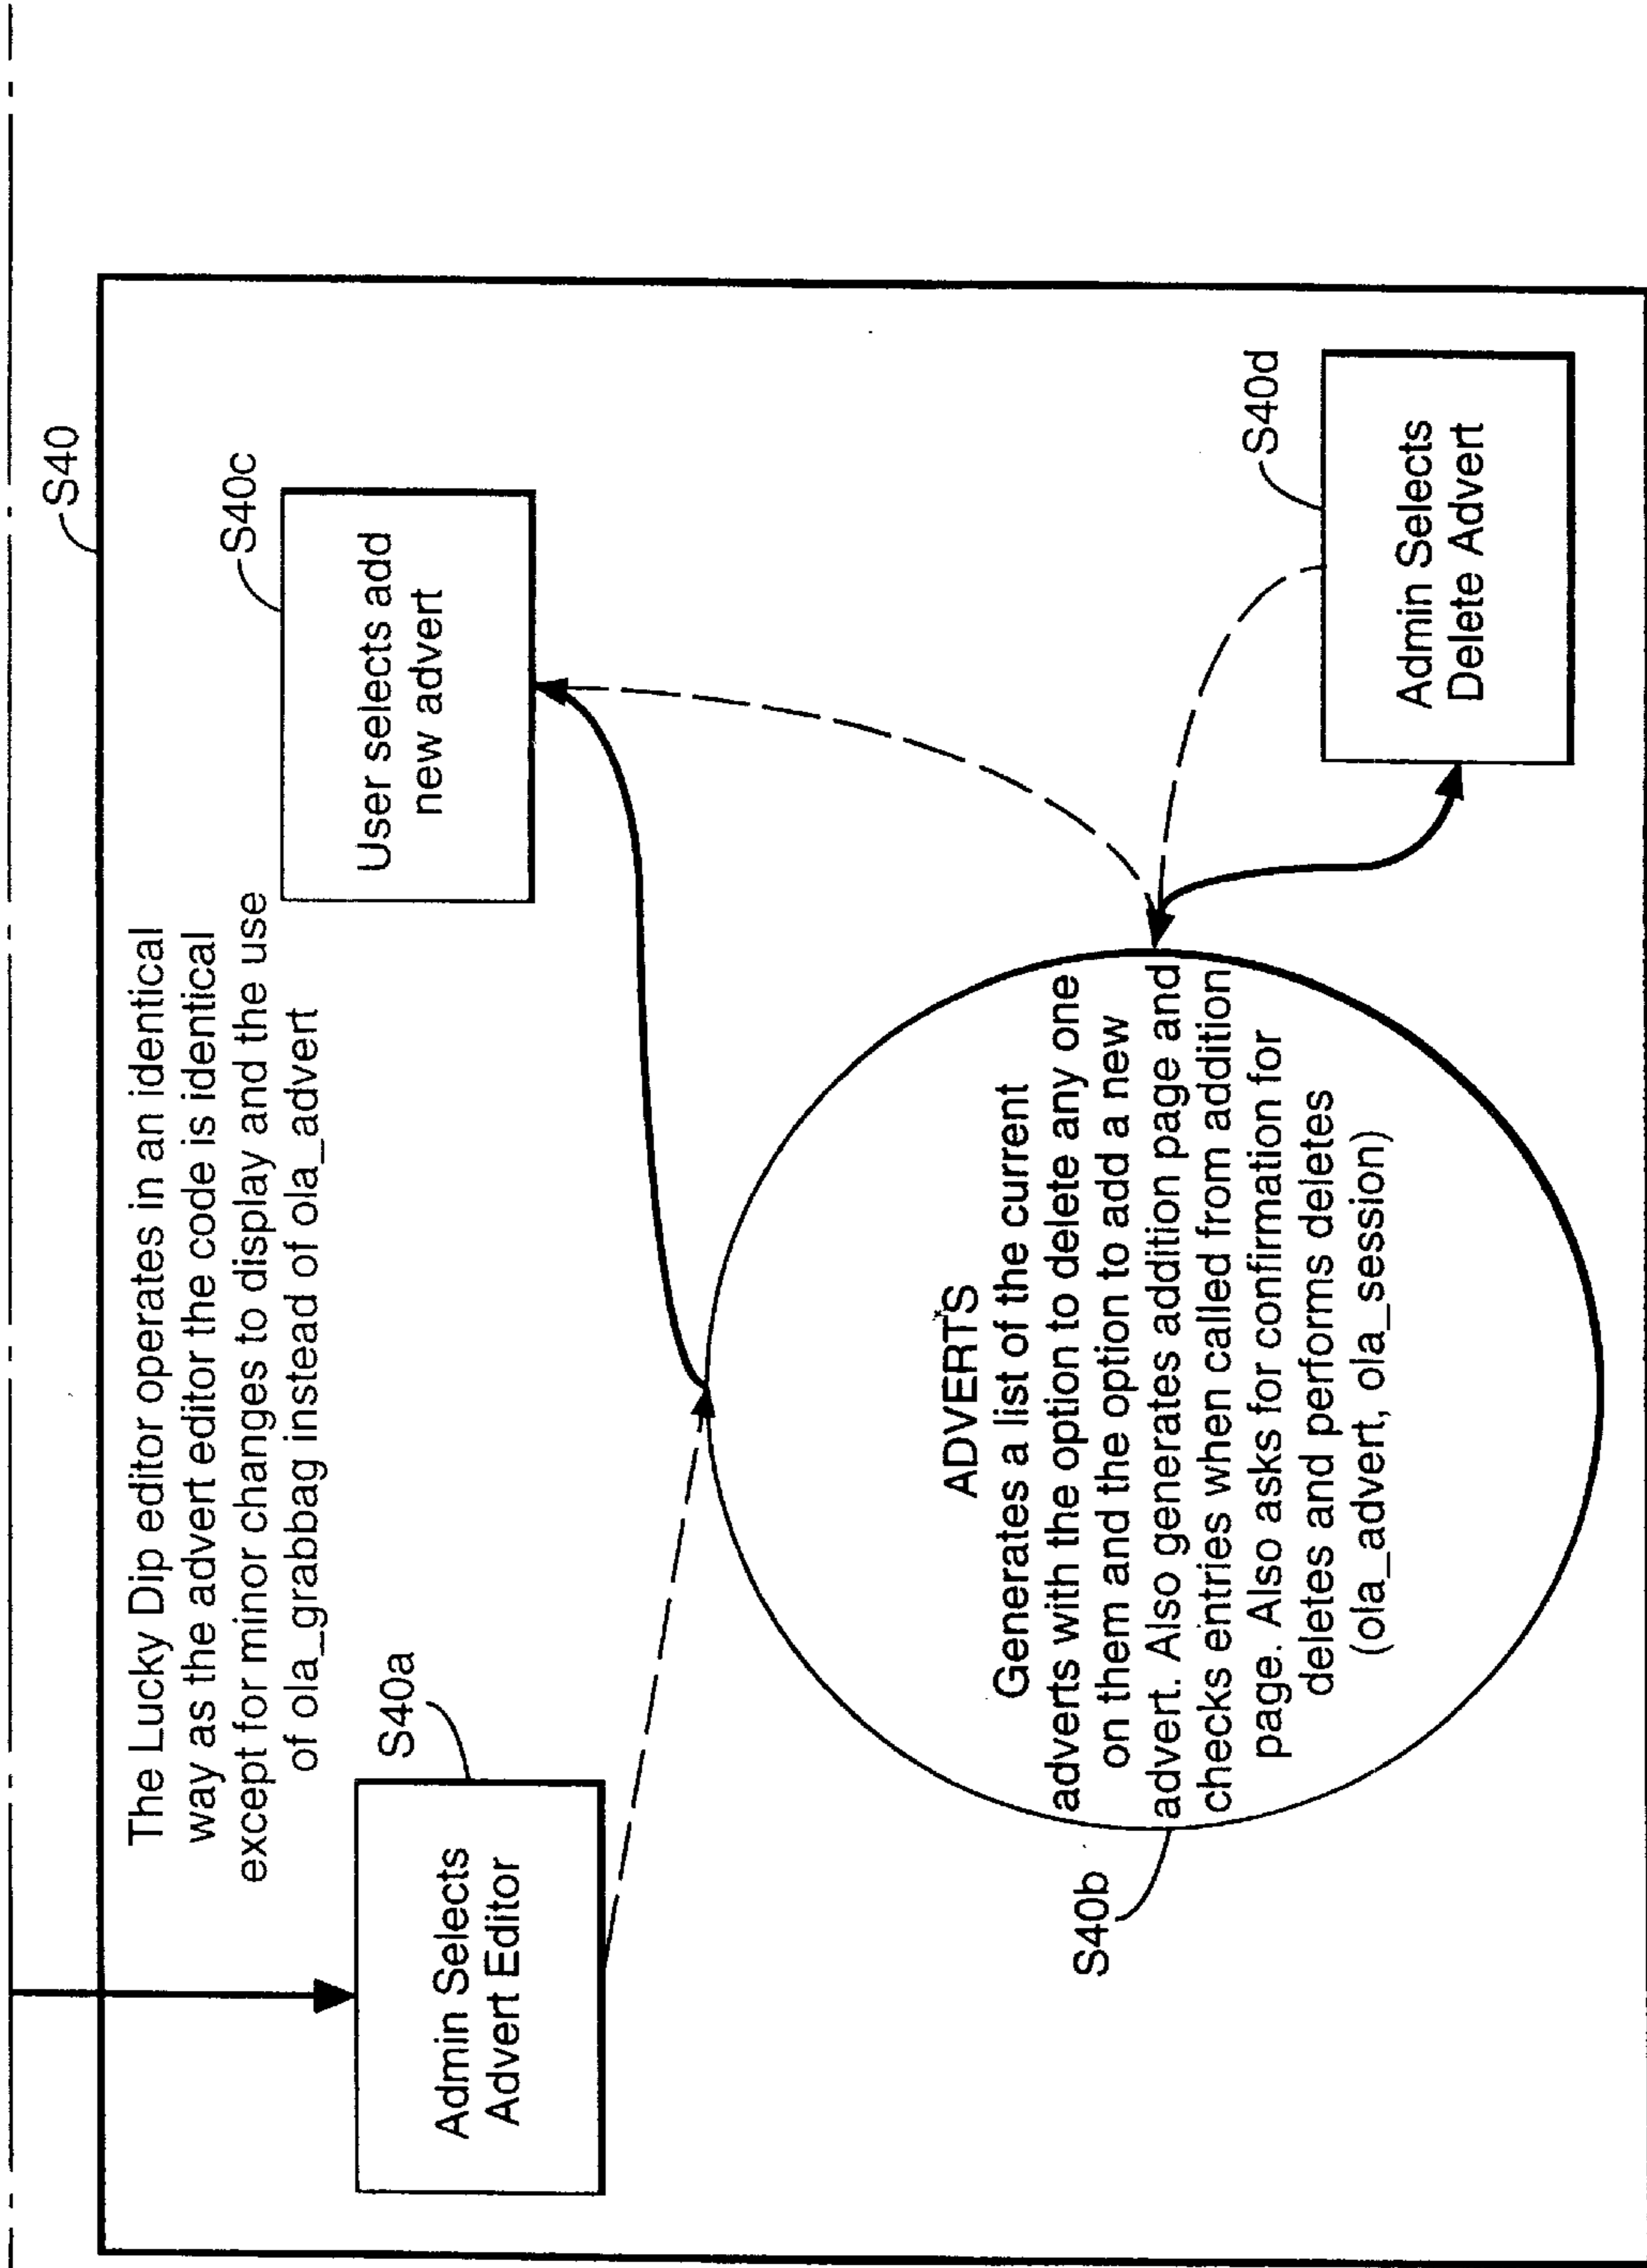 S40
The Lucky Dip editor operates in an identical
way as the advert editor the code is identical
except for minor changes to display and the use
of ola_grabbag instead of ola_advert
S40a
Admin Selects
Advert Editor
S40c
User selects add
new advert
S40b
ADVERTS
Generates a list of the current
adverts with the option to delete any one
on them and the option to add a new
advert. Also generates addition page and
checks entries when called from addition
page. Also asks for confirmation for
deletes and performs deletes
(ola_advert, ola_session)
S40d
Admin Selects
Delete Advert